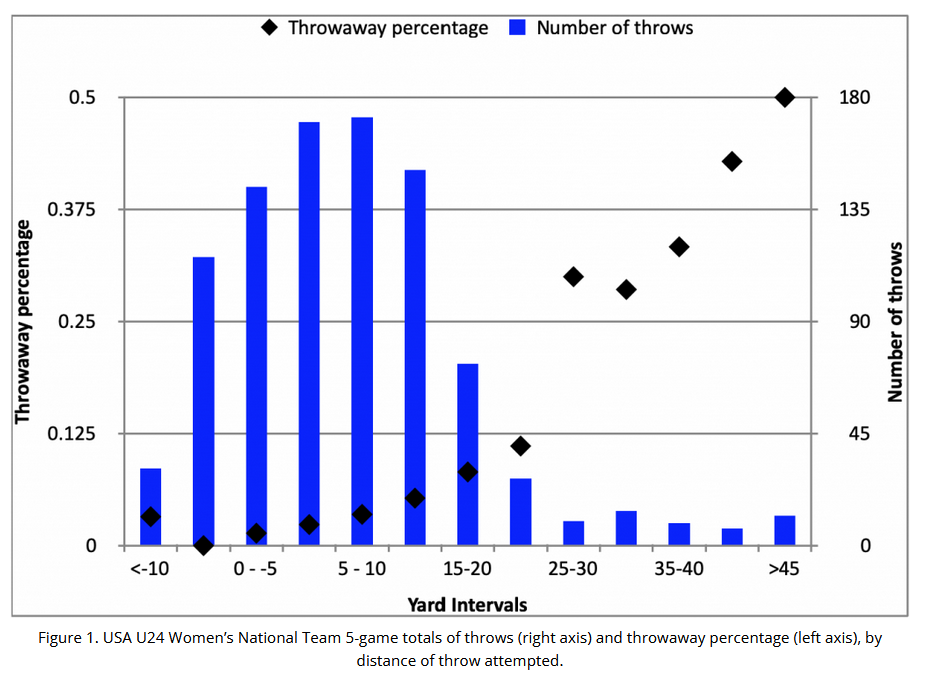 Throwaway percentage Number of throws
0.5 180
0.375 135
0.25 90
0.125 45
0 0
Throwaway percentage
Number of throws
<-10 0 - -5 5 - 10 15-20 25-30 35-40 >45
Yard Intervals
Figure 1. USA U24 Women’s National Team 5-game totals of throws (right axis) and throwaway percentage (left axis), by
distance of throw attempted.